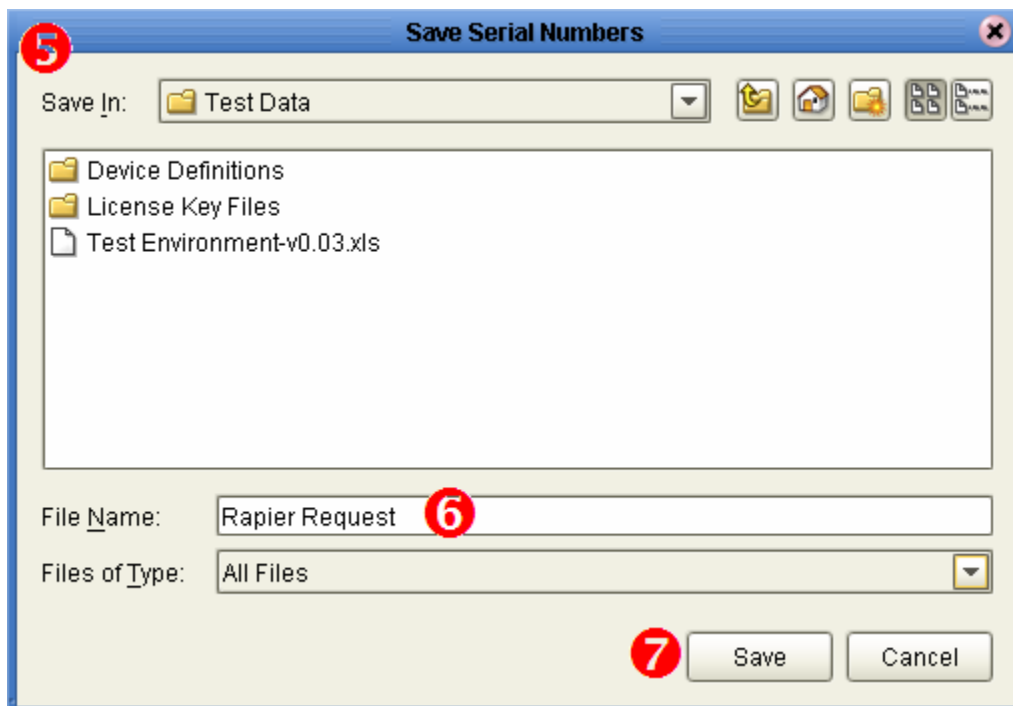 Save Serial Numbers
5
Save In: Test Data
Device Definitions
License Key Files
Test Environment-v0.03.xls
File Name: Rapier Request 6
Files of Type: All Files
7 Save Cancel